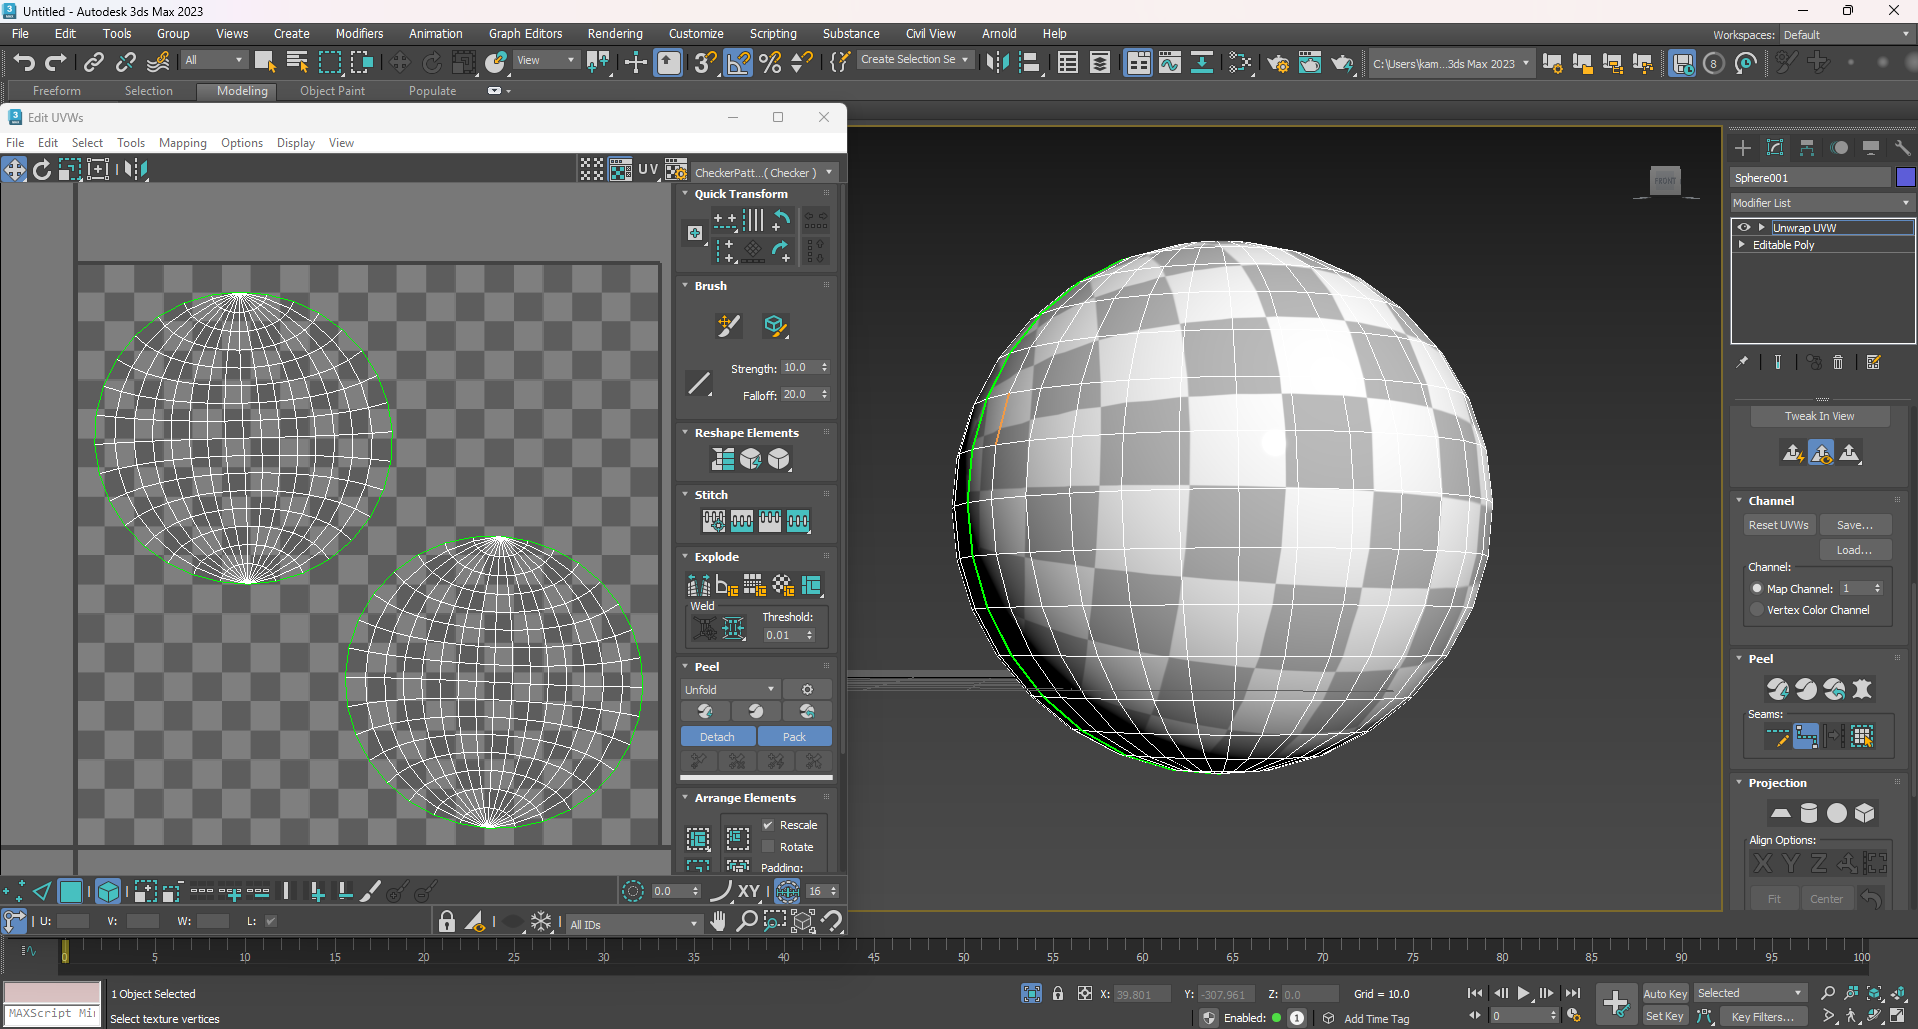 Untitled - Autodesk 3ds Max 2023
File Edit Tools Group Views Create Modifiers Animation Graph Editors Rendering Customize Scripting Substance Civil View Arnold Help
Workspaces: Default
All View Create Selection Se C:\Users\kam...3ds Max 2023
Freeform Selection Modeling Object Paint Populate
Edit UVWs
File Edit Select Tools Mapping Options Display View
UV CheckerPatt...( Checker )
Quick Transform
Brush
Strength: 10.0
Falloff: 20.0
Reshape Elements
Stitch
Explode
Weld
Threshold:
0.01
Peel
Unfold
Detach Pack
Arrange Elements
Rescale
Rotate
Padding:
0.0 XY 16
U: V: W: L: All IDs
FRONT
Sphere001
Modifier List
Unwrap UVW
Editable Poly
Tweak In View
Channel
Reset UVWs Save...
Load...
Channel:
Map Channel: 1
Vertex Color Channel
Peel
Seams:
Projection
Align Options:
X Y Z
Fit Center
0 5 10 15 20 25 30 35 40 45 50 55 60 65 70 75 80 85 90 95 100
1 Object Selected X: 39.801 Y: -307.961 Z: 0.0 Grid = 10.0 Auto Key Selected
MAXScript Mi
Select texture vertices Enabled: 1 Add Time Tag 0 Set Key Key Filters...